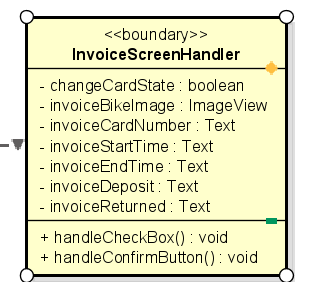 <<boundary>>
InvoiceScreenHandler
- changeCardState : boolean
- invoiceBikeImage : ImageView
- invoiceCardNumber : Text
- invoiceStartTime : Text
- invoiceEndTime : Text
- invoiceDeposit : Text
- invoiceReturned : Text
+ handleCheckBox() : void
+ handleConfirmButton() : void